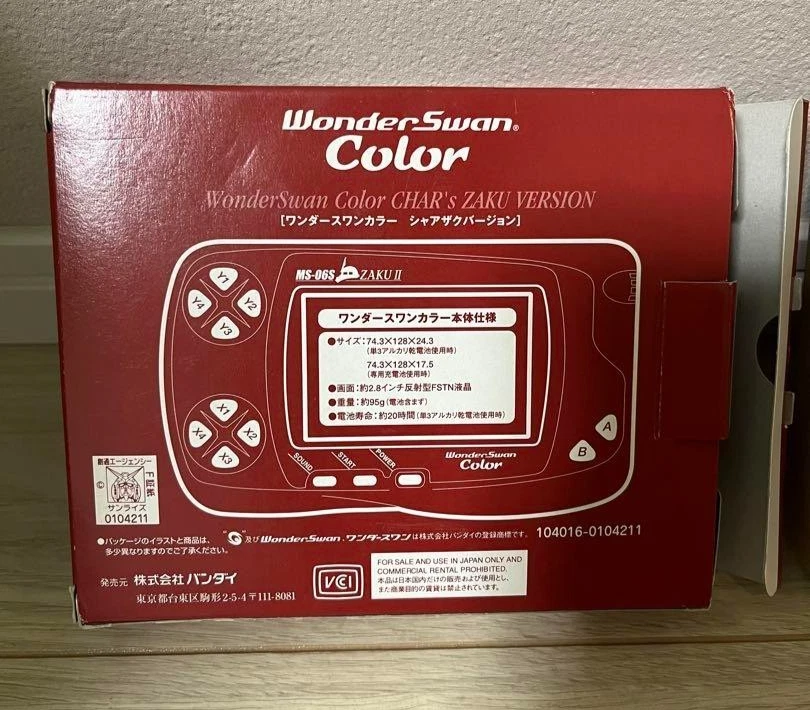 WonderSwan®
Color
WonderSwan Color CHAR's ZAKU VERSION
[ワンダースワンカラー シャアザクバージョン]
MS-06S ZAKU II
Y1
Y4
Y2
Y3
ワンダースワンカラー本体仕様
●サイズ:74.3×128×24.3
(単3アルカリ乾電池使用時)
74.3×128×17.5
(専用充電池使用時)
●画面:約2.8インチ反射型FSTN液晶
●重量:約95g(電池含まず)
●電池寿命:約20時間(単3アルカリ乾電池使用時)
X1
X4
X2
X3
A
B
SOUND
START
POWER
WonderSwan
Color
創通エージェンシー
©
証紙
サンライズ
0104211
●パッケージのイラストと商品は、
多少異なりますのでご了承ください。
及びWonderSwan、ワンダースワンは株式会社バンダイの登録商標です。
104016-0104211
発売元 株式会社 バンダイ
東京都台東区駒形2-5-4 〒111-8081
VCI
FOR SALE AND USE IN JAPAN ONLY AND
COMMERCIAL RENTAL PROHIBITED.
本品は日本国内だけの販売および使用とし、
また商業目的の賃貸は禁止されています。